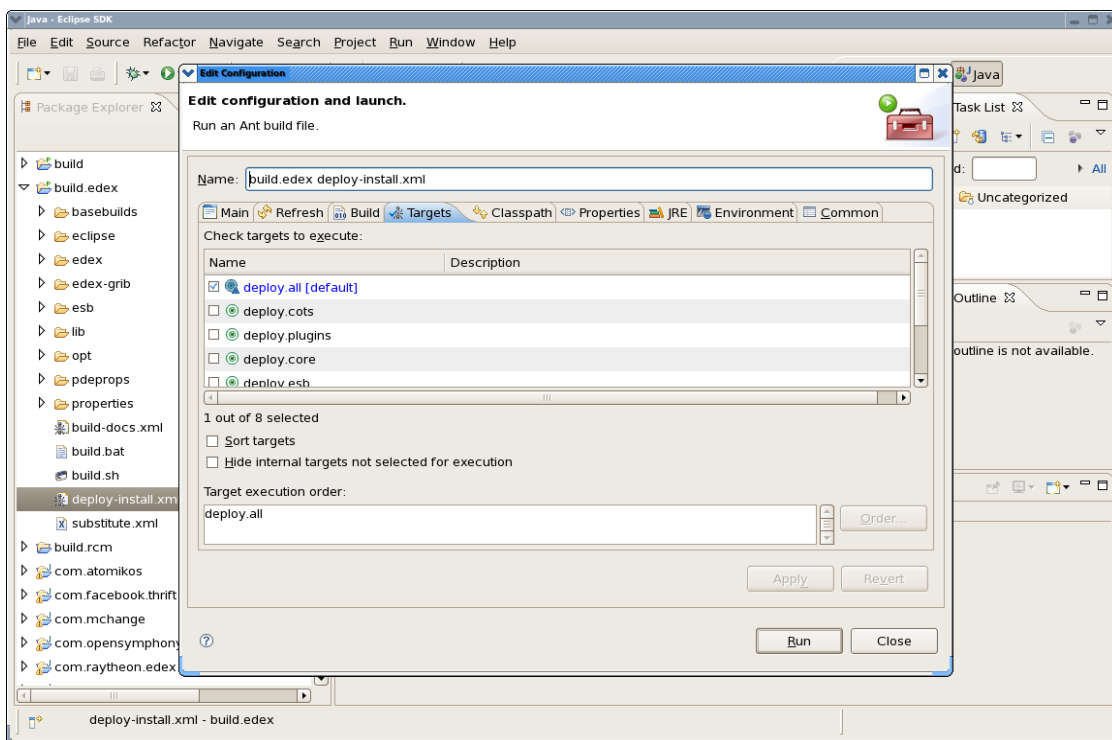 Java - Eclipse SDK
File Edit Source Refactor Navigate Search Project Run Window Help
Edit Configuration
Java
Package Explorer
Edit configuration and launch.
Run an Ant build file.
Task List
Name: build.edex deploy-install.xml
d: All
Uncategorized
build
build.edex
basebuilds
eclipse
edex
edex-grib
esb
lib
opt
pdeprops
properties
build-docs.xml
build.bat
build.sh
deploy-install.xm
substitute.xml
build.rcm
com.atomikos
com.facebook.thrift
com.mchange
com.opensymphony
com.raytheon.edex
Main Refresh Build Targets Classpath Properties JRE Environment Common
Check targets to execute:
Name Description
deploy.all [default]
deploy.cots
deploy.plugins
deploy.core
deploy.esb
1 out of 8 selected
Sort targets
Hide internal targets not selected for execution
Target execution order:
deploy.all
Order...
Apply Revert
Run Close
Outline
outline is not available.
deploy-install.xml - build.edex